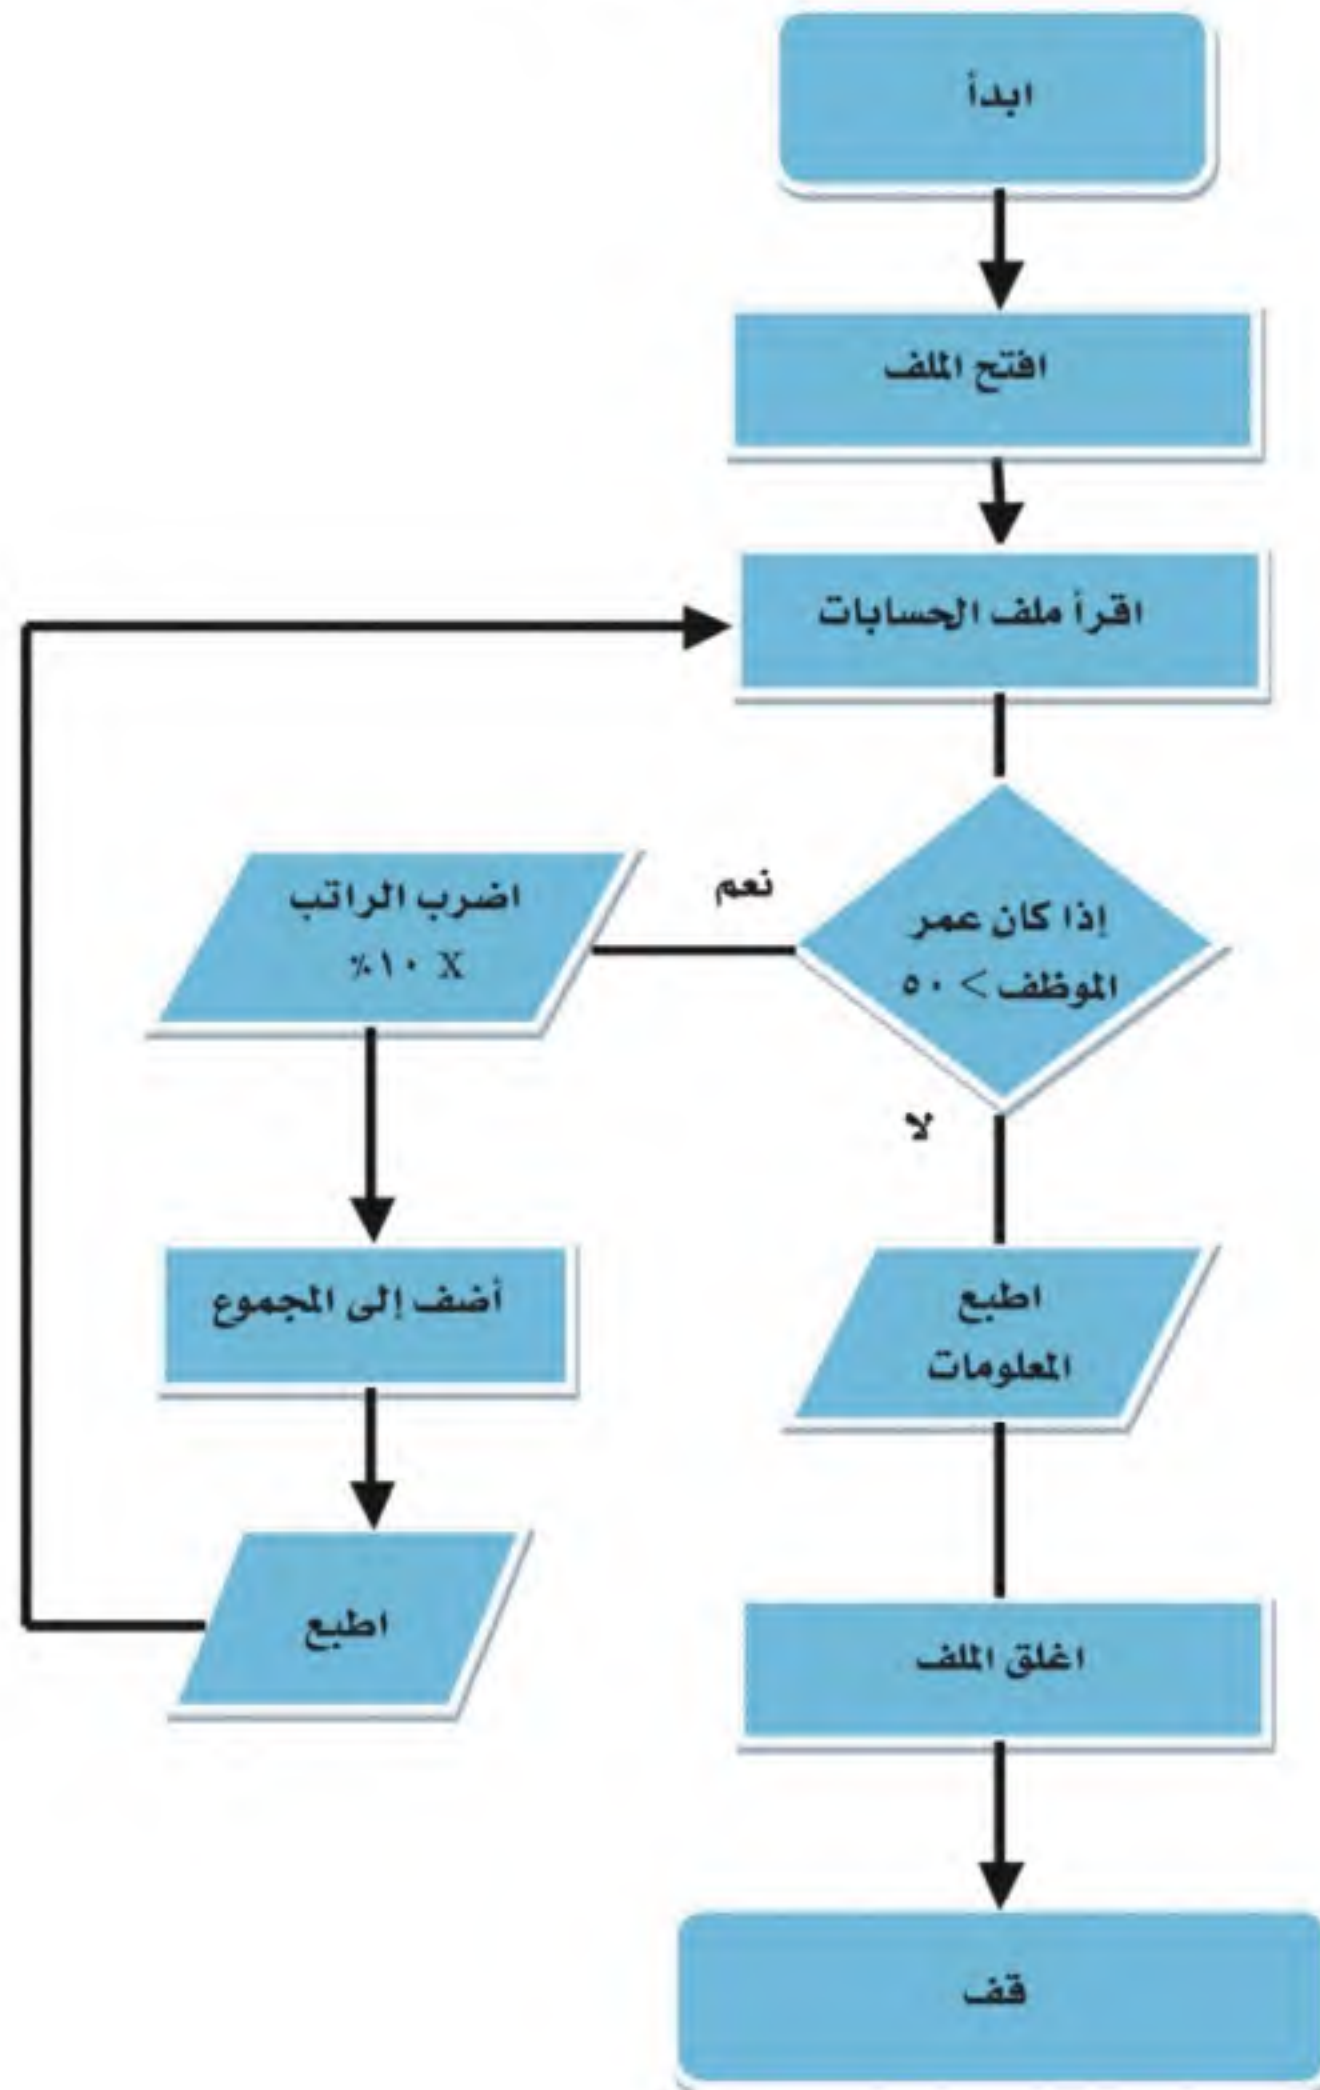 ابدأ
افتح الملف
اقرأ ملف الحسابات
إذا كان عمر
الموظف > ٥٠
نعم
اضرب الراتب
X ١٠٪
أضف إلى المجموع
اطبع
لا
اطبع
المعلومات
اغلق الملف
قف